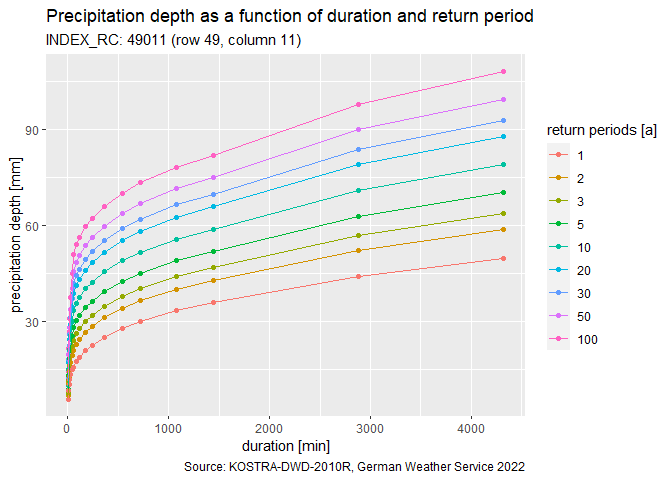 Precipitation depth as a function of duration and return period
INDEX_RC: 49011 (row 49, column 11)
precipitation depth [mm]
90
60
30
0
1000
2000
3000
4000
duration [min]
return periods [a]
1
2
3
5
10
20
30
50
100
Source: KOSTRA-DWD-2010R, German Weather Service 2022